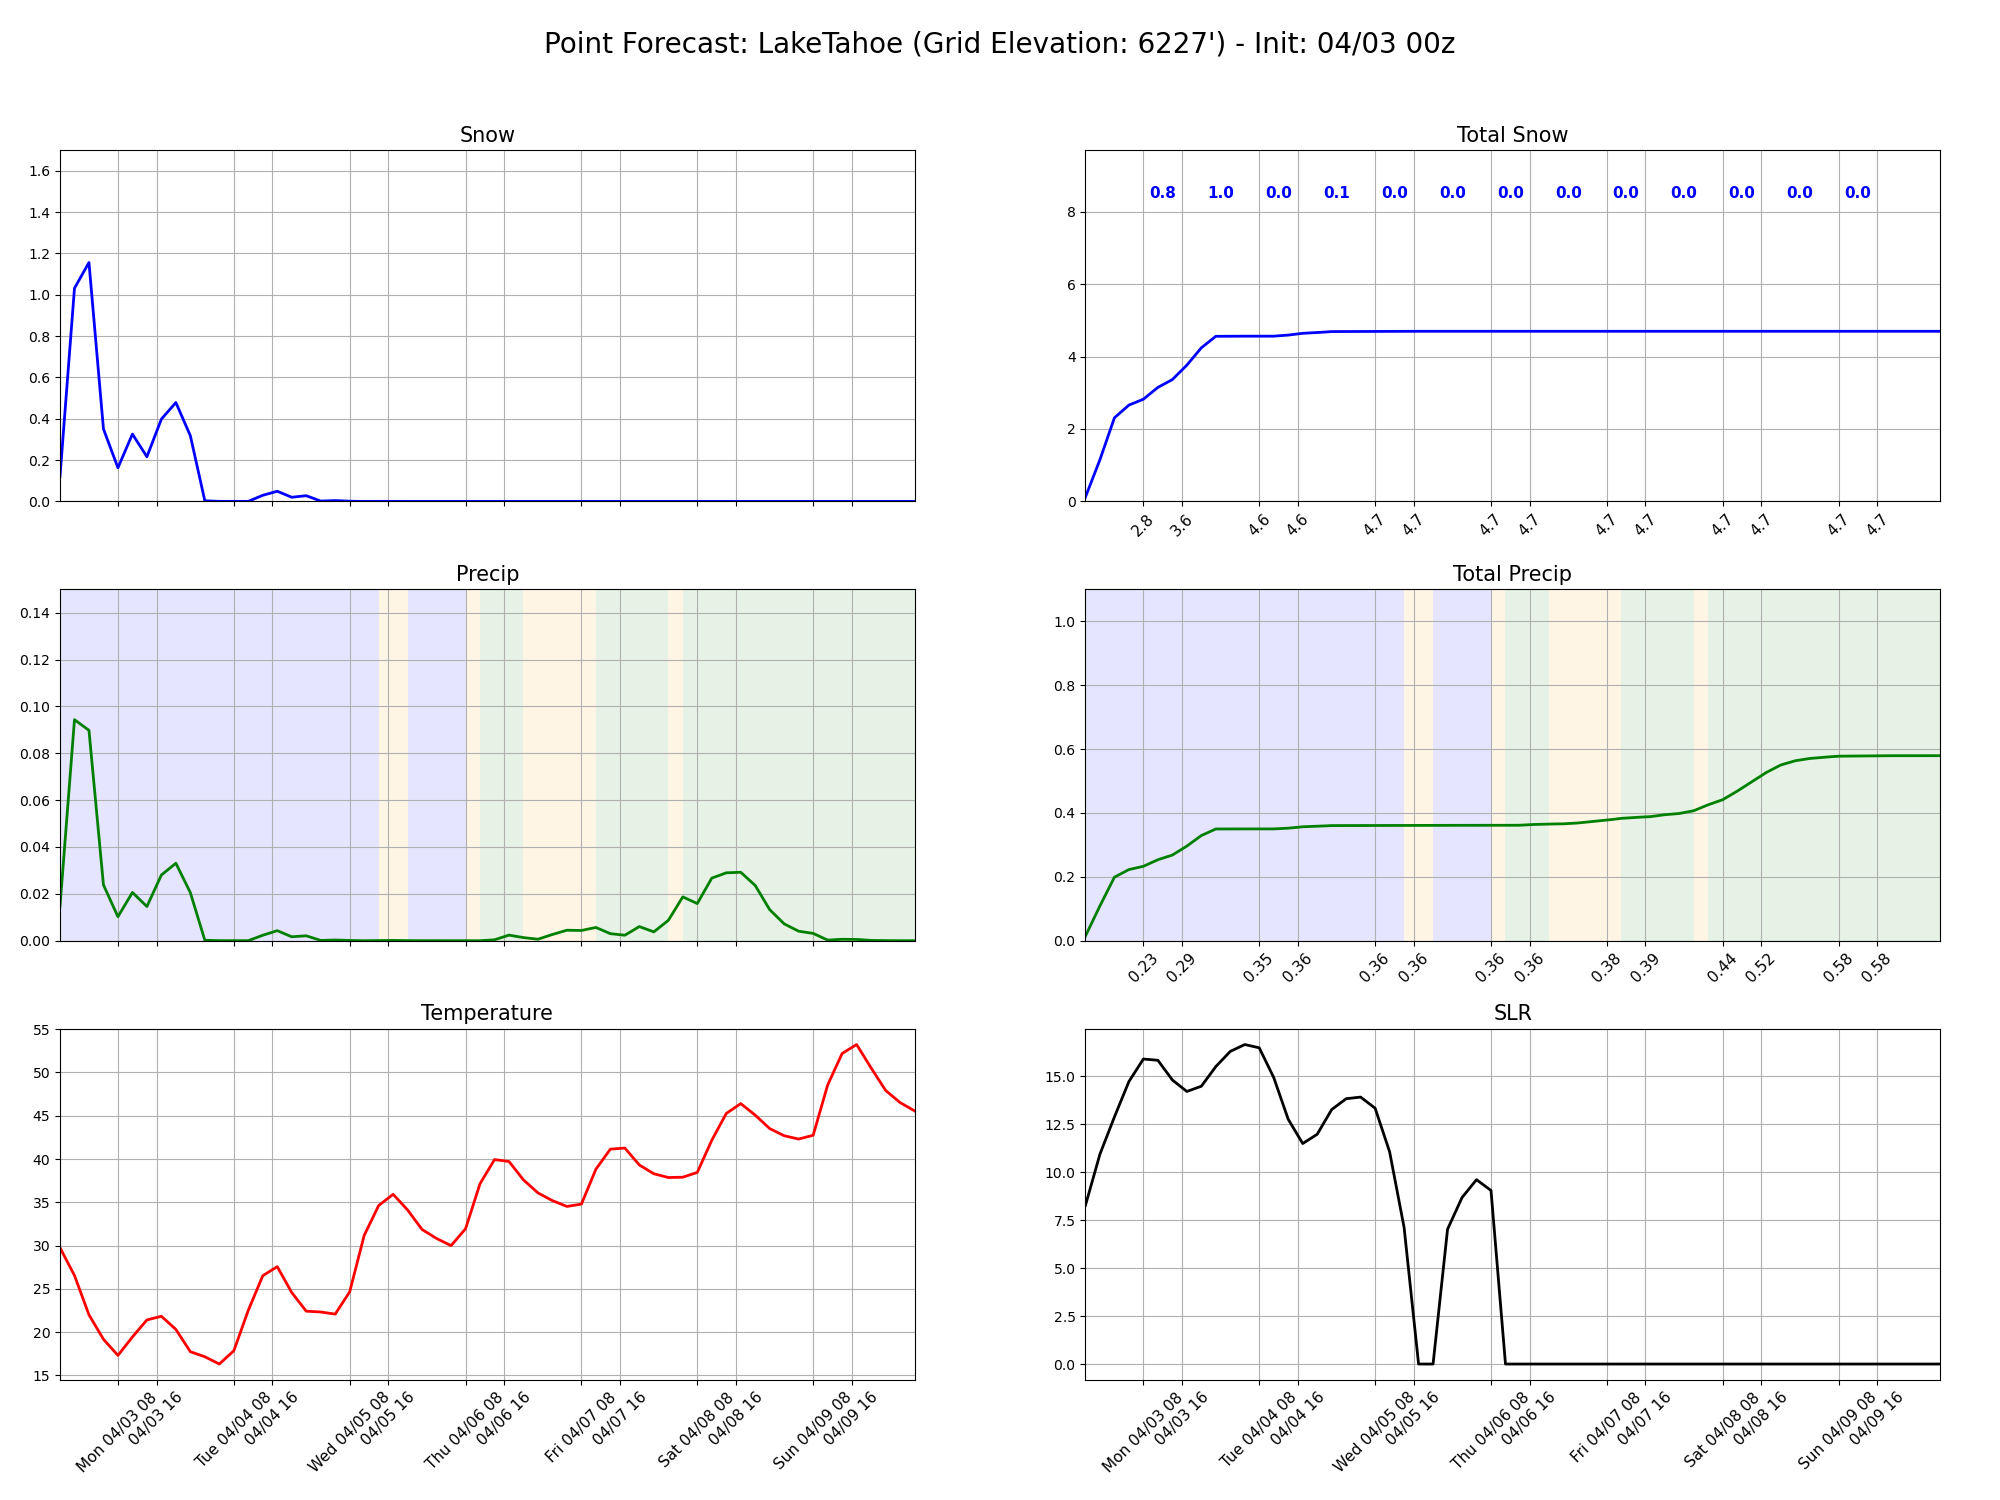 Point Forecast: LakeTahoe (Grid Elevation: 6227') - Init: 04/03 00z
Snow
1.6
1.4
1.2
1.0
0.8
0.6
0.4
0.2
0.0
Total Snow
0.8 1.0 0.0 0.1 0.0 0.0 0.0 0.0 0.0 0.0 0.0 0.0 0.0
8
6
4
2
0
2.8 3.6 4.6 4.6 4.7 4.7 4.7 4.7 4.7 4.7 4.7 4.7 4.7 4.7
Precip
0.14
0.12
0.10
0.08
0.06
0.04
0.02
0.00
Total Precip
1.0
0.8
0.6
0.4
0.2
0.0
0.23 0.29 0.35 0.36 0.36 0.36 0.36 0.36 0.38 0.39 0.44 0.52 0.58 0.58
Temperature
55
50
45
40
35
30
25
20
15
Mon 04/03 08
04/03 16
Tue 04/04 08
04/04 16
Wed 04/05 08
04/05 16
Thu 04/06 08
04/06 16
Fri 04/07 08
04/07 16
Sat 04/08 08
04/08 16
Sun 04/09 08
04/09 16
SLR
15.0
12.5
10.0
7.5
5.0
2.5
0.0
Mon 04/03 08
04/03 16
Tue 04/04 08
04/04 16
Wed 04/05 08
04/05 16
Thu 04/06 08
04/06 16
Fri 04/07 08
04/07 16
Sat 04/08 08
04/08 16
Sun 04/09 08
04/09 16